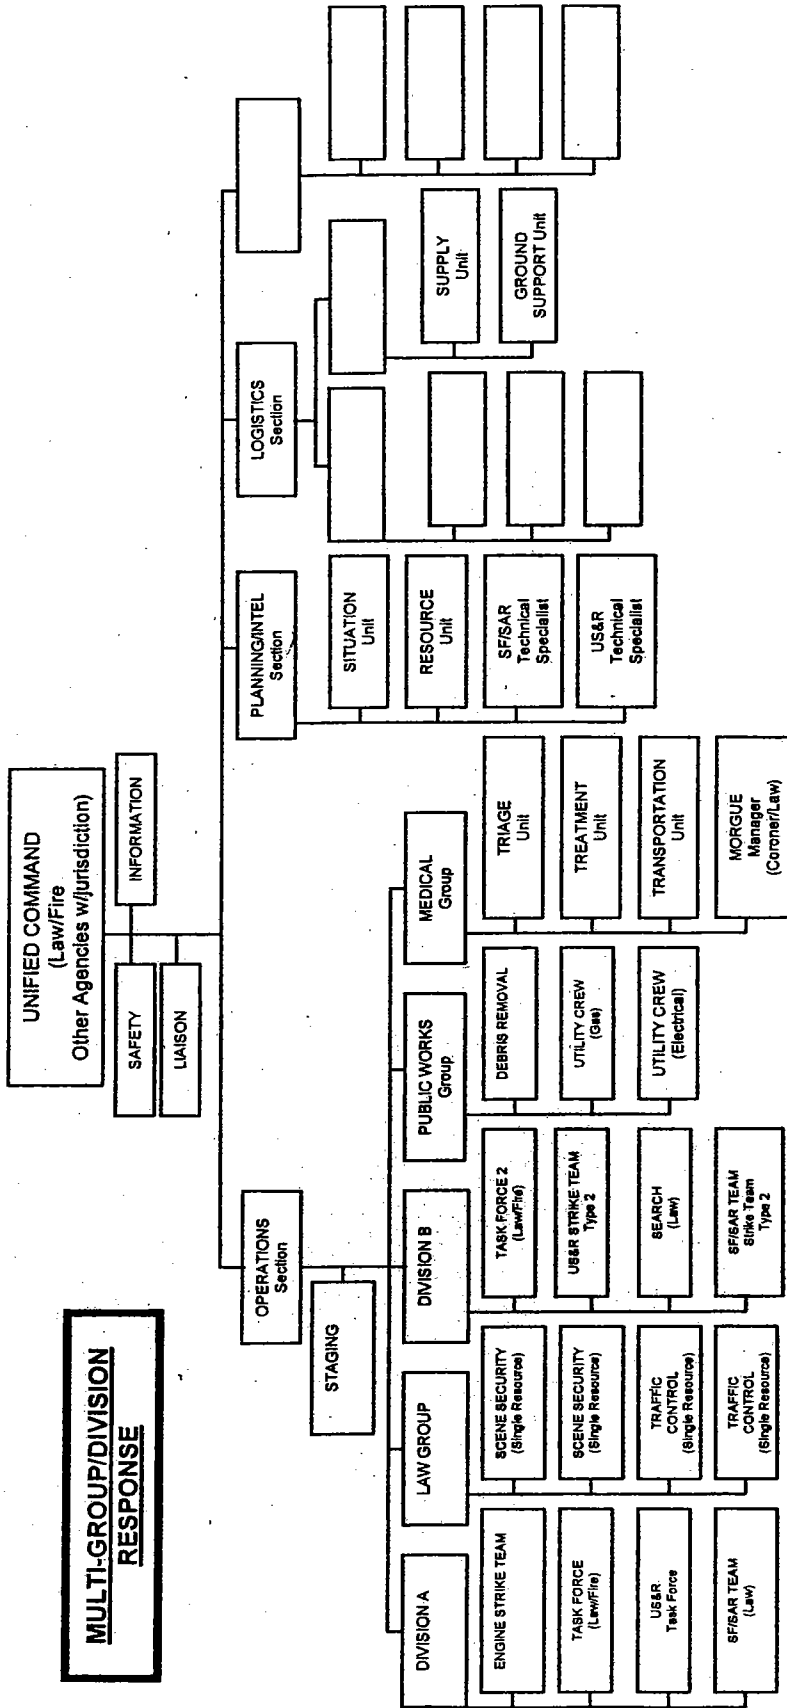 MULTI-GROUP/DIVISION
RESPONSE
UNIFIED COMMAND
(Law/Fire
Other Agencies w/jurisdiction)
SAFETY
INFORMATION
LIAISON
OPERATIONS
Section
PLANNING/INTEL
Section
LOGISTICS
Section
STAGING
SITUATION
Unit
RESOURCE
Unit
SF/SAR
Technical
Specialist
US&R
Technical
Specialist
SUPPLY
Unit
GROUND
SUPPORT Unit
DIVISION A
LAW GROUP
DIVISION B
PUBLIC WORKS
Group
MEDICAL
Group
ENGINE STRIKE TEAM
TASK FORCE
(Law/Fire)
US&R
Task Force
SF/SAR TEAM
(Law)
SCENE SECURITY
(Single Resource)
SCENE SECURITY
(Single Resource)
TRAFFIC
CONTROL
(Single Resource)
TRAFFIC
CONTROL
(Single Resource)
TASK FORCE 2
(Law/Fire)
US&R STRIKE TEAM
Type 2
SEARCH
(Law)
SF/SAR TEAM
Strike Team
Type 2
DEBRIS REMOVAL
UTILITY CREW
(Gas)
UTILITY CREW
(Electrical)
TRIAGE
Unit
TREATMENT
Unit
TRANSPORTATION
Unit
MORGUE
Manager
(Coroner/Law)